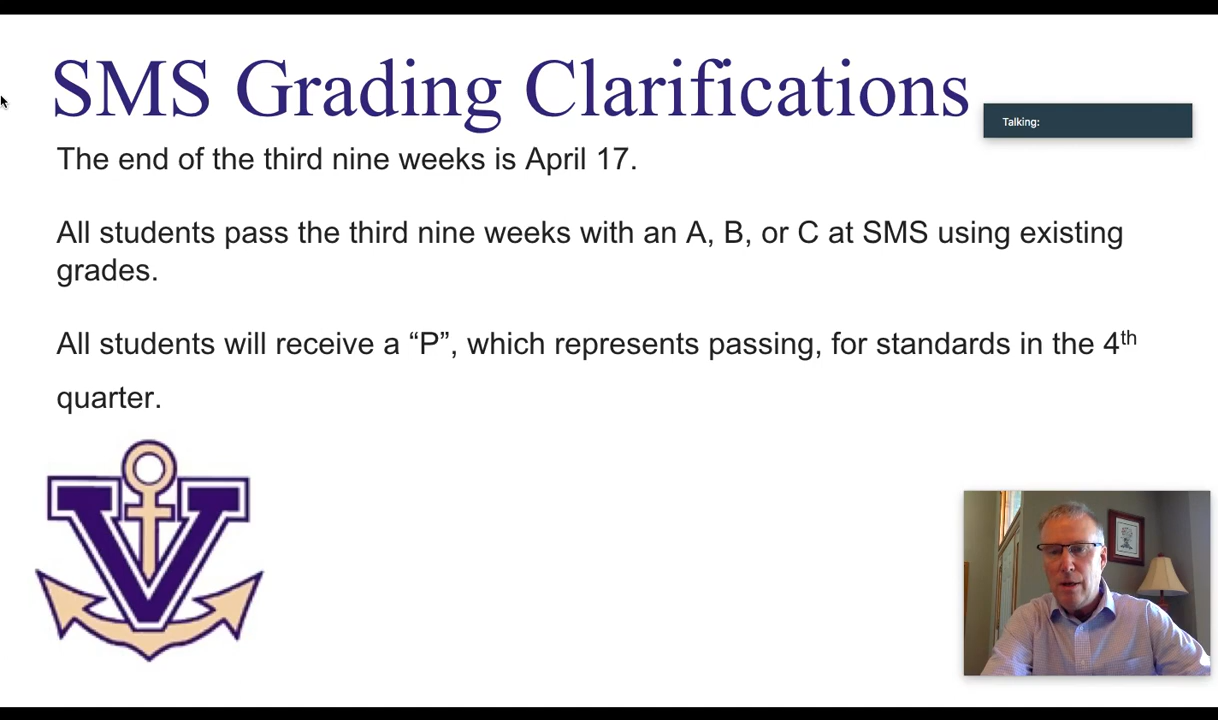 SMS Grading Clarifications
Talking:
The end of the third nine weeks is April 17.
All students pass the third nine weeks with an A, B, or C at SMS using existing
grades.
All students will receive a “P”, which represents passing, for standards in the 4th
quarter.
V